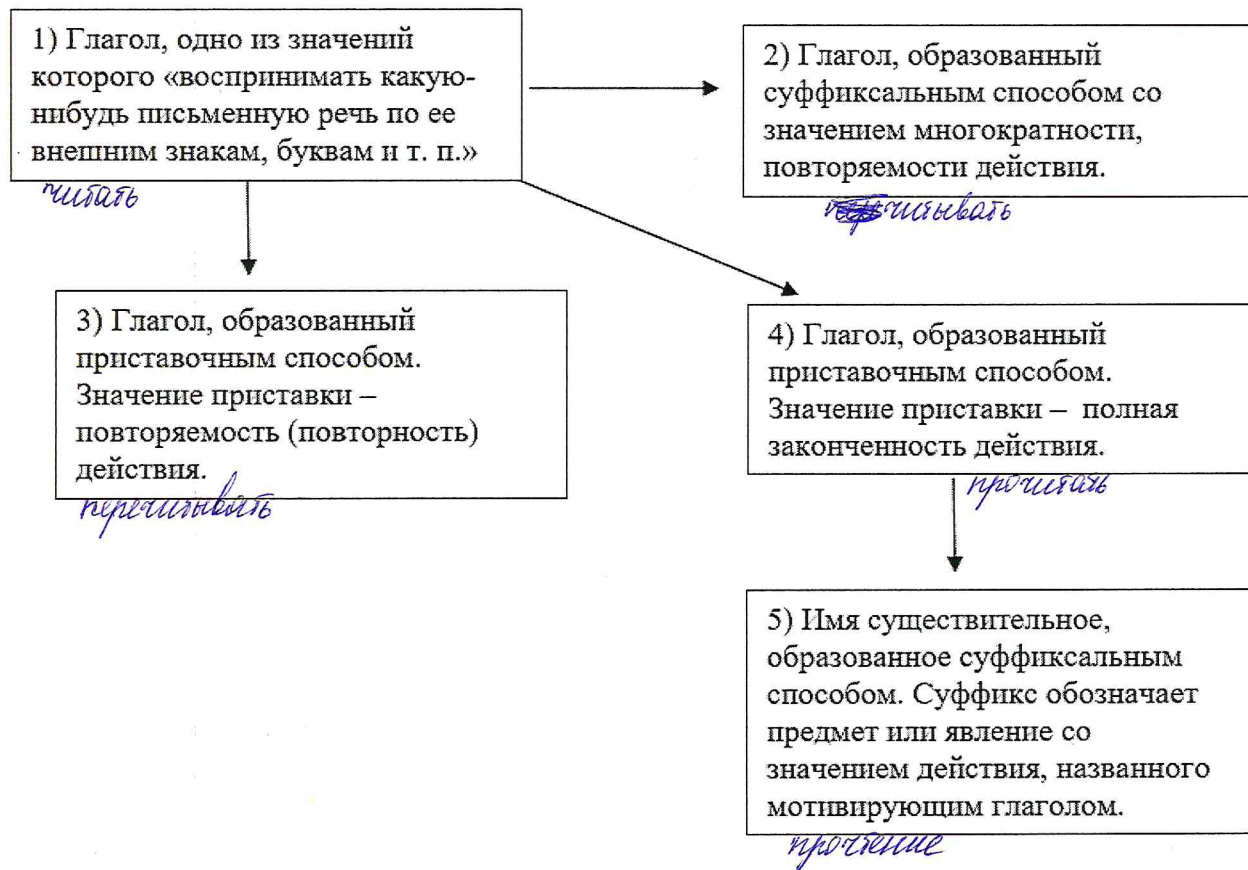 1) Глагол, одно из значений
которого «воспринимать какую-
нибудь письменную речь по ее
внешним знакам, буквам и т. п.»
читать
2) Глагол, образованный
суффиксальным способом со
значением многократности,
повторяемости действия.
читывать
3) Глагол, образованный
приставочным способом.
Значение приставки –
повторяемость (повторность)
действия.
перечитывать
4) Глагол, образованный
приставочным способом.
Значение приставки – полная
законченность действия.
прочитать
5) Имя существительное,
образованное суффиксальным
способом. Суффикс обозначает
предмет или явление со
значением действия, названного
мотивирующим глаголом.
прочтение